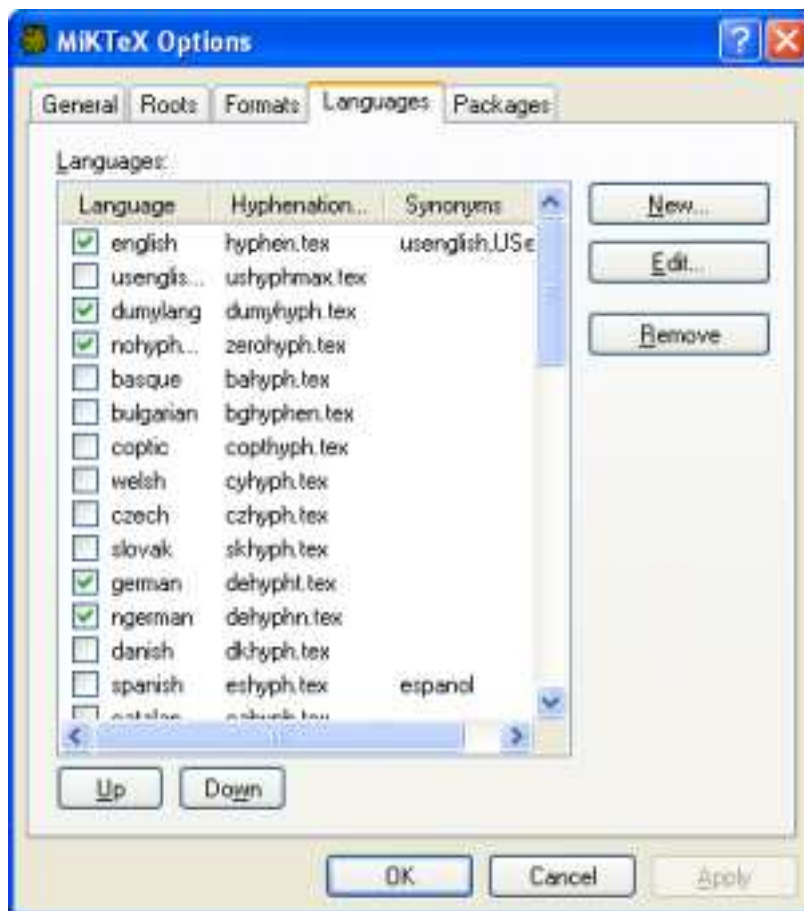 MiKTeX Options
General Roots Formats Languages Packages
Languages:
Language Hyphenation... Synonyms
english hyphen.tex usenglish,USe
usenglis... ushyphmax.tex
dumylang dumyhyph.tex
nohyph... zerohyph.tex
basque bahyph.tex
bulgarian bghyphen.tex
coptic copthyph.tex
welsh cyhyph.tex
czech czhyph.tex
slovak skhyph.tex
german dehypht.tex
ngerman dehyphn.tex
danish dkhyph.tex
spanish eshyph.tex espanol
New...
Edit...
Remove
Up Down
OK Cancel Apply